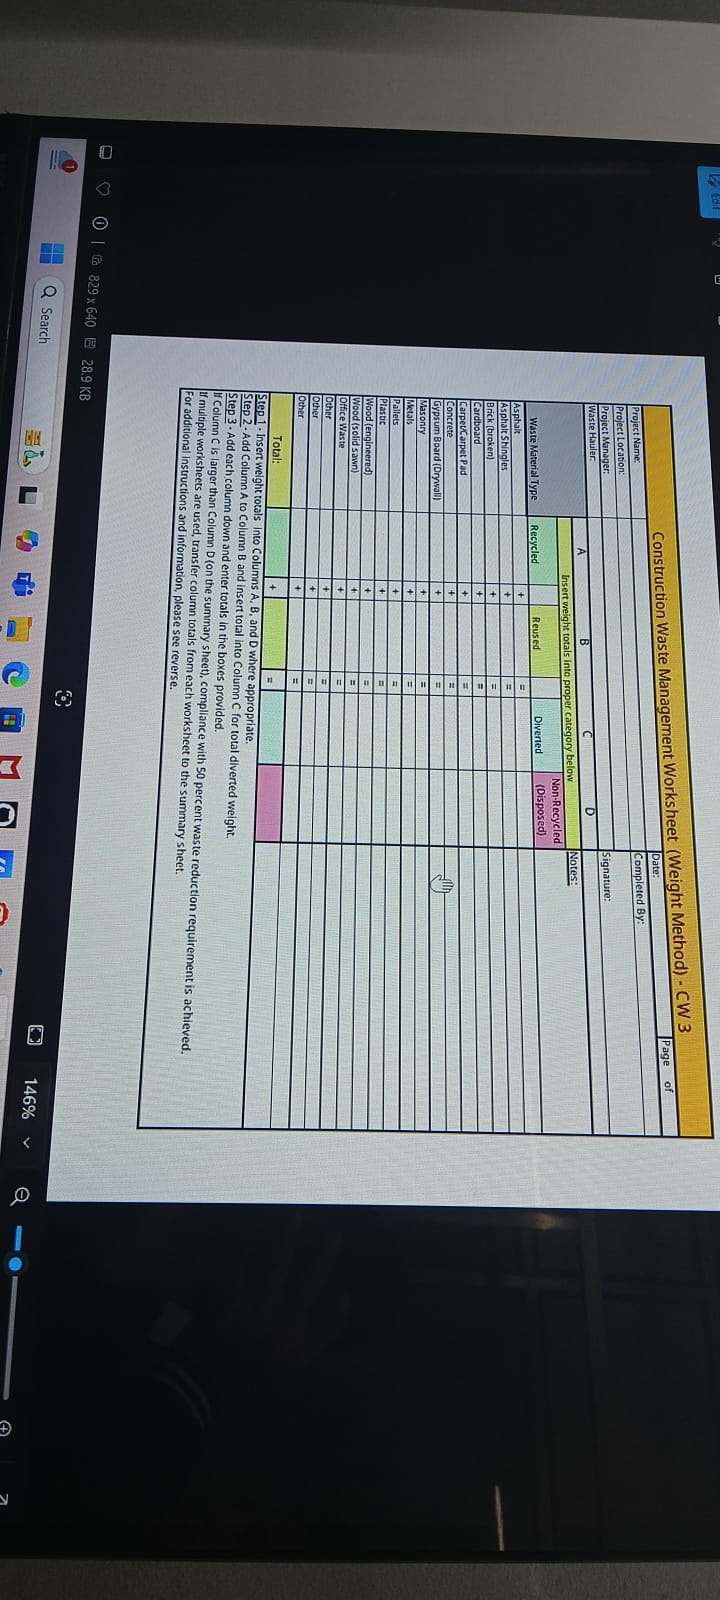 Edit
Construction Waste Management Worksheet (Weight Method) - CW 3
Project Name:
Date:
Page of
Project Location:
Completed By:
Project Manager:
Waste Hauler:
Signature:
A B C D
Insert weight totals into proper category below
Notes:
Waste Material Type
Recycled
Reused
Diverted
Non-Recycled
(Disposed)
Asphalt + =
Asphalt Shingles + =
Brick (broken) + =
Cardboard + =
Carpet/Carpet Pad + =
Concrete + =
Gypsum Board (Drywall) + =
Masonry + =
Metals + =
Pallets + =
Plastic + =
Wood (engineered) + =
Wood (solid sawn) + =
Office Waste + =
Other + =
Other + =
Other + =
Total: + =
Step 1 - Insert weight totals into Columns A, B, and D where appropriate.
Step 2 - Add Column A to Column B and insert total into Column C for total diverted weight.
Step 3 - Add each column down and enter totals in the boxes provided.
If Column C is larger than Column D (on the summary sheet), compliance with 50 percent waste reduction requirement is achieved.
If multiple worksheets are used, transfer column totals from each worksheet to the summary sheet.
For additional instructions and information, please see reverse.
829 x 640 28.9 KB
146%
1
Search